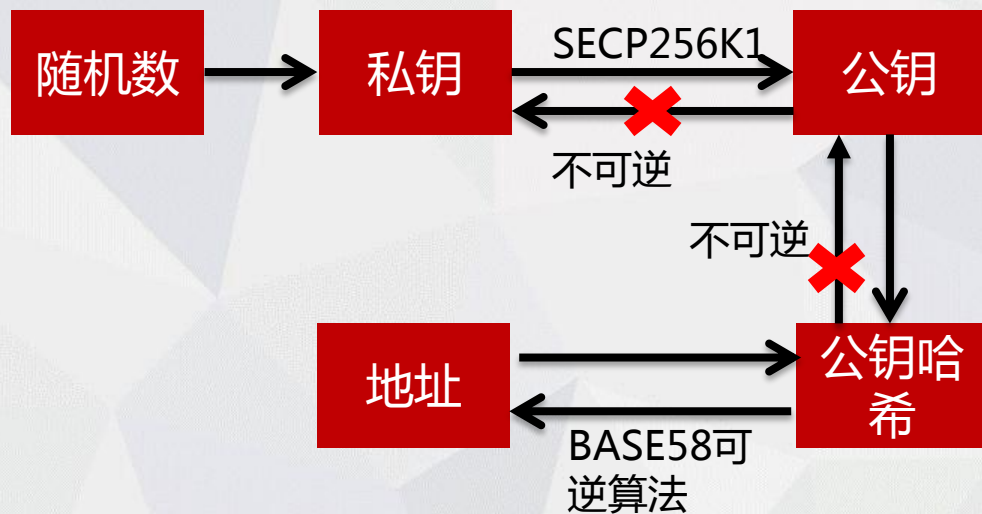 随机数
私钥
SECP256K1
公钥
不可逆
不可逆
地址
公钥哈
希
BASE58可
逆算法